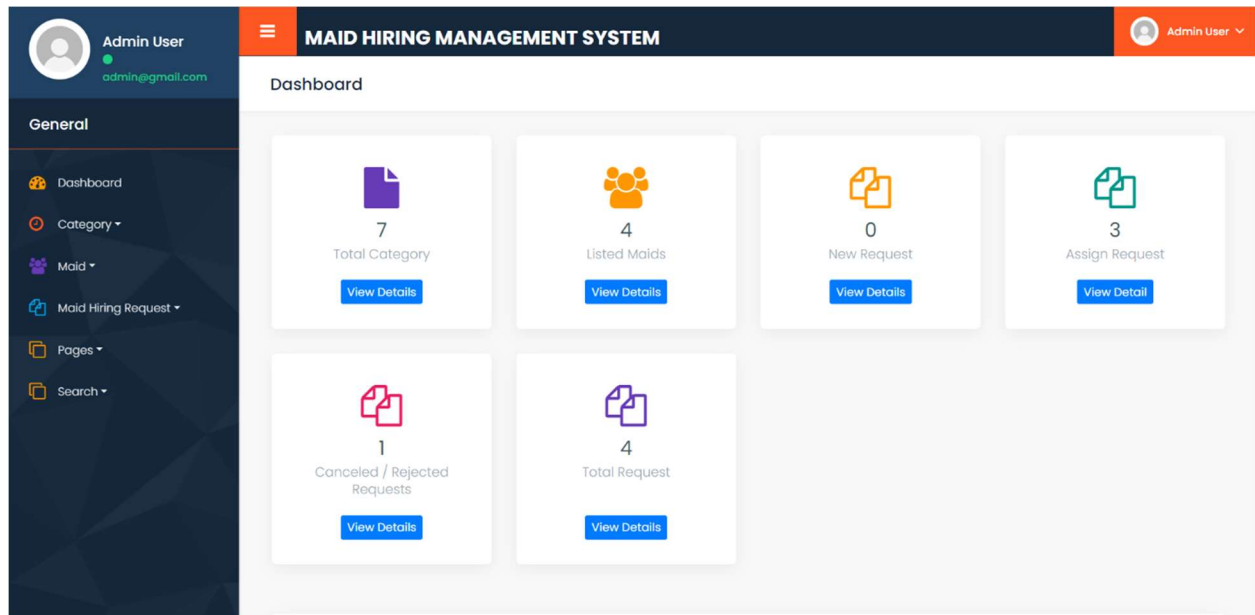 Admin User
admin@gmail.com
General
Dashboard
Category
Maid
Maid Hiring Request
Pages
Search
MAID HIRING MANAGEMENT SYSTEM
Admin User
Dashboard
7
Total Category
View Details
4
Listed Maids
View Details
0
New Request
View Details
3
Assign Request
View Detail
1
Canceled / Rejected
Requests
View Details
4
Total Request
View Details